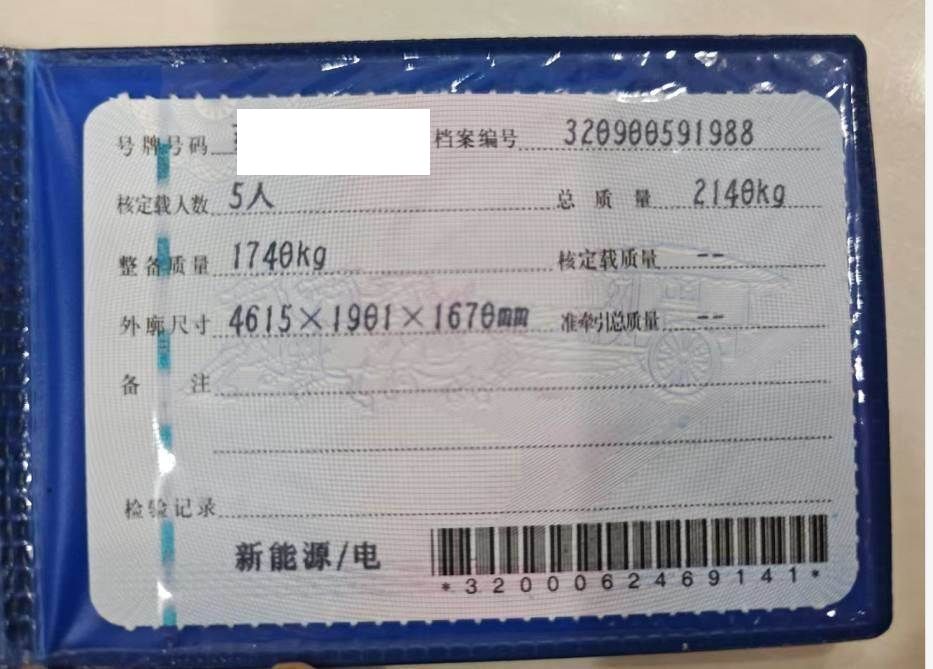 号牌号码 档案编号 320900591988
核定载人数 5人 总质量 2140kg
整备质量 1740kg 核定载质量 --
外廓尺寸 4615×1901×1670mm 准牵引总质量 --
备注
检验记录
新能源/电
*3200062469141*